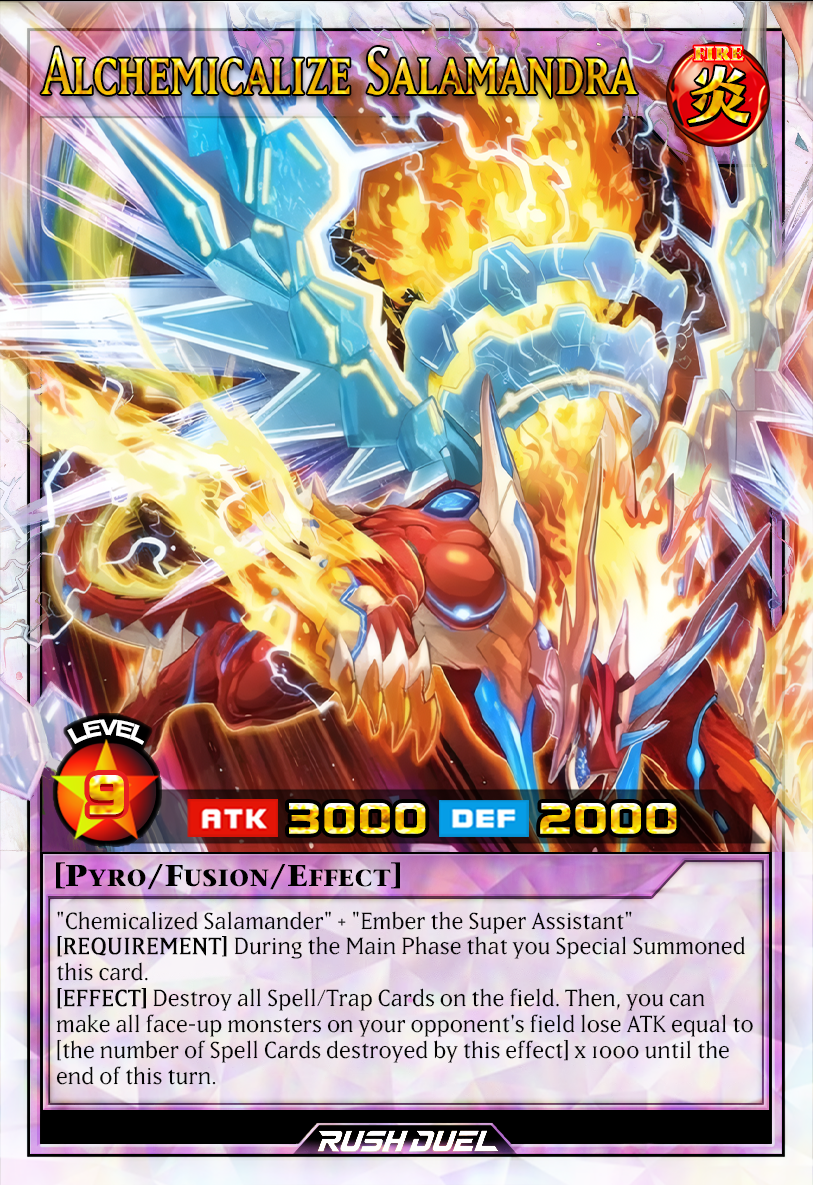 Alchemicalize Salamandra
FIRE
炎
LEVEL
9
ATK 3000 DEF 2000
[Pyro/Fusion/Effect]
"Chemicalized Salamander" + "Ember the Super Assistant"
[REQUIREMENT] During the Main Phase that you Special Summoned
this card.
[EFFECT] Destroy all Spell/Trap Cards on the field. Then, you can
make all face-up monsters on your opponent's field lose ATK equal to
[the number of Spell Cards destroyed by this effect] x 1000 until the
end of this turn.
RUSH DUEL